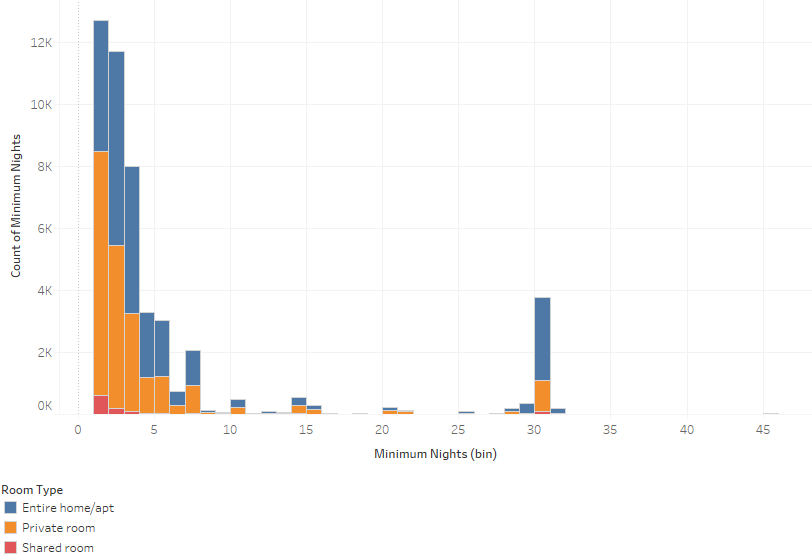 12K
10K
8K
6K
4K
2K
0K
Count of Minimum Nights
0 5 10 15 20 25 30 35 40 45
Minimum Nights (bin)
Room Type
Entire home/apt
Private room
Shared room